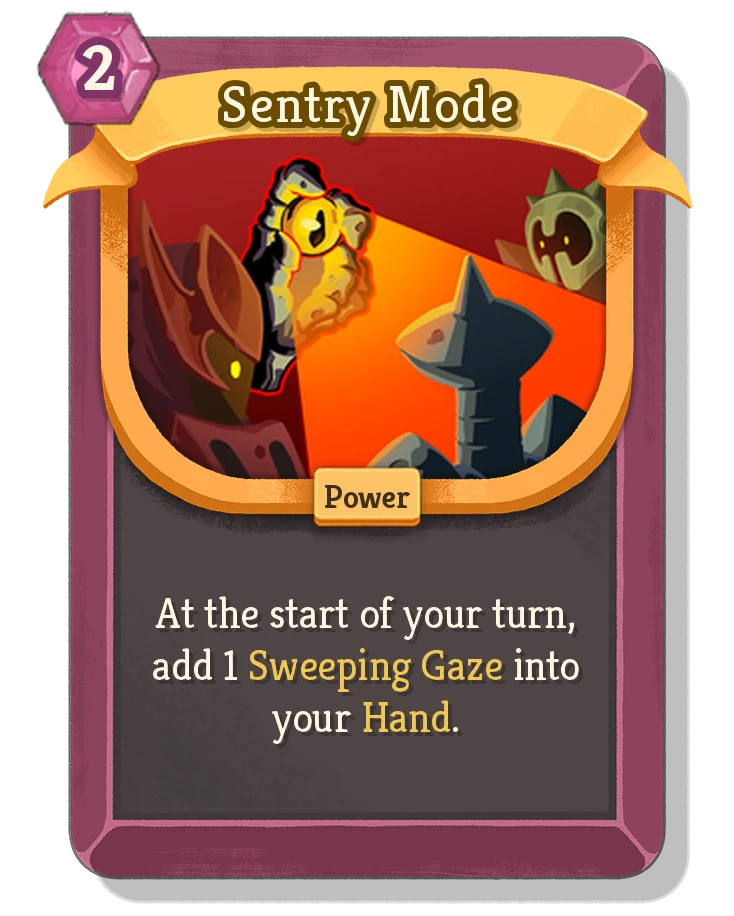 2
Sentry Mode
Power
At the start of your turn,
add 1 Sweeping Gaze into
your Hand.